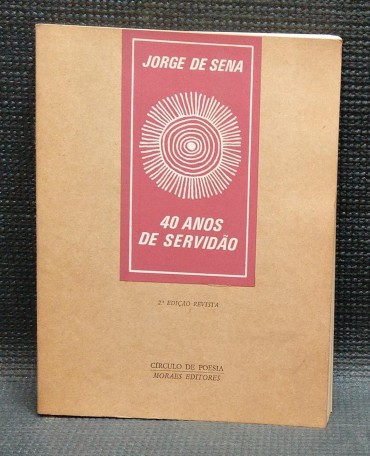 JORGE DE SENA
40 ANOS
DE SERVIDÃO
2.ª EDIÇÃO REVISTA
CÍRCULO DE POESIA
MORAES EDITORES